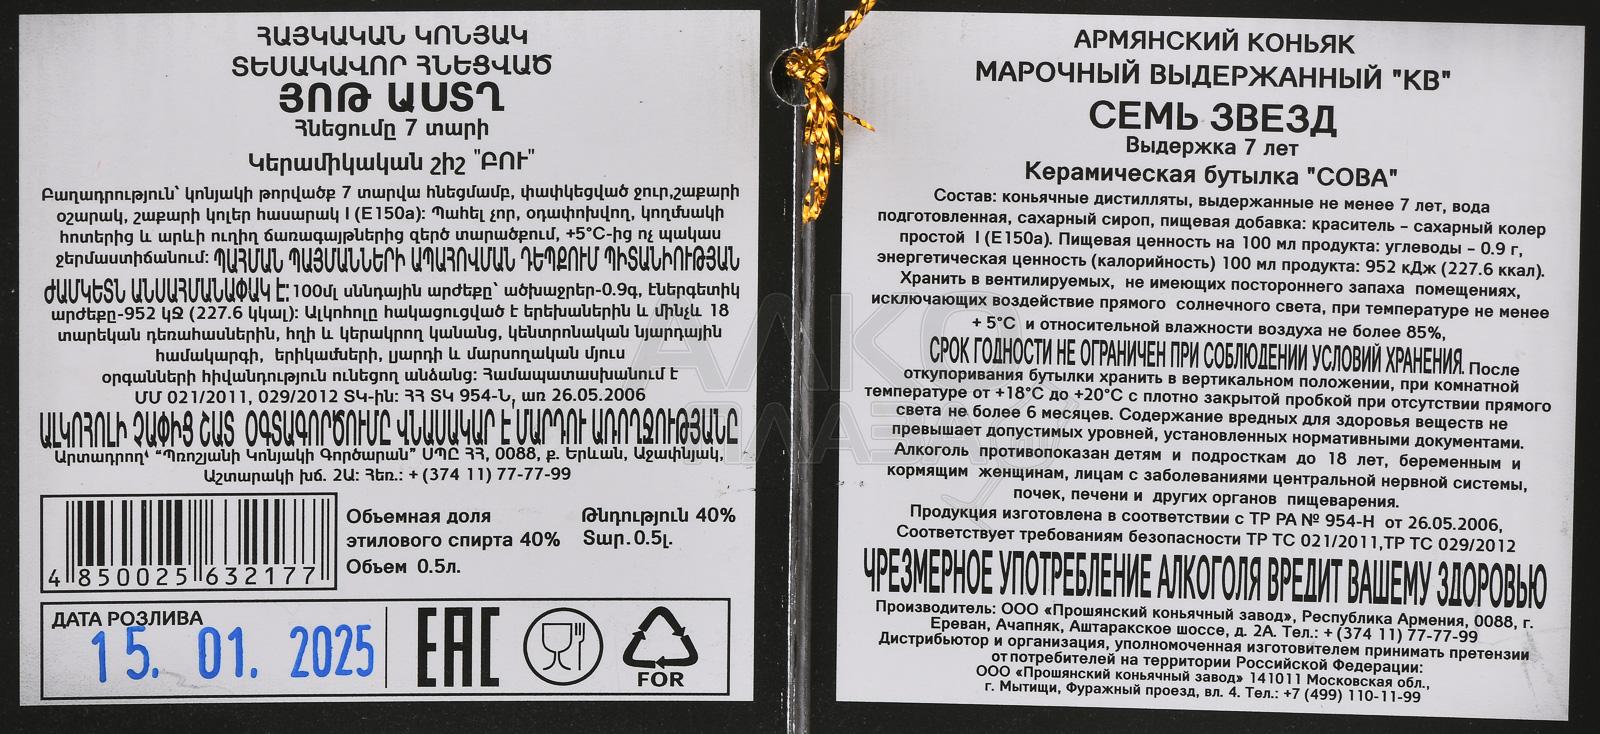 ՀԱՅԿԱԿԱՆ ԿՈՆՅԱԿ
ՏԵՍԱԿԱՎՈՐ ՀՆԵՑՎԱԾ
ՅՈԹ ԱՍՏՂ
Հնեցումը 7 տարի
Կերամիկական շիշ "ԲՈՒ"
Բաղադրություն՝ կոնյակի թորվածք 7 տարվա հնեցմամբ, փափկեցված ջուր,շաքարի
օշարակ, շաքարի կոլեր հասարակ I (E150a): Պահել չոր, օդափոխվող, կողմնակի
հոտերից և արևի ուղիղ ճառագայթներից զերծ տարածքում, +5°C-ից ոչ պակաս
ջերմաստիճանում: ՊԱՀՄԱՆ ՊԱՅՄԱՆՆԵՐԻ ԱՊԱՀՈՎՄԱՆ ԴԵՊՔՈՒՄ ՊԻՏԱՆԻՈՒԹՅԱՆ
ԺԱՄԿԵՏՆ ԱՆՍԱՀՄԱՆԱՓԱԿ Է: 100մլ սննդային արժեքը՝ ածխաջրեր-0.9գ, էներգետիկ
արժեքը-952 կՋ (227.6 կկալ): Ալկոհոլը հակացուցված է երեխաներին և մինչև 18
տարեկան դեռահասներին, հղի և կերակրող կանանց, կենտրոնական նյարդային
համակարգի, երիկամների, լյարդի և մարսողական մյուս
օրգանների հիվանդություն ունեցող անձանց: Համապատասխանում է
ՄՄ 021/2011, 029/2012 ՏԿ-ին: ՀՀ ՏԿ 954-Ն, առ 26.05.2006
ԱԼԿՈՀՈԼԻ ՉԱՓԻՑ ՇԱՏ ՕԳՏԱԳՈՐԾՈՒՄԸ ՎՆԱՍԱԿԱՐ Է ՄԱՐԴՈՒ ԱՌՈՂՋՈՒԹՅԱՆԸ
Արտադրող՝ "Պռոշյանի Կոնյակի Գործարան" ՍՊԸ ՀՀ, 0088, ք. Երևան, Աջափնյակ,
Աշտարակի խճ. 2Ա: Հեռ.: + (374 11) 77-77-99
4 850025 632177
Объемная доля
этилового спирта 40%
Объем 0.5л.
Թնդություն 40%
Տար. 0.5լ.
ДАТА РОЗЛИВА
15. 01. 2025
EAC
FOR
АРМЯНСКИЙ КОНЬЯК
МАРОЧНЫЙ ВЫДЕРЖАННЫЙ "КВ"
СЕМЬ ЗВЕЗД
Выдержка 7 лет
Керамическая бутылка "СОВА"
Состав: коньячные дистилляты, выдержанные не менее 7 лет, вода
подготовленная, сахарный сироп, пищевая добавка: краситель – сахарный колер
простой I (E150a). Пищевая ценность на 100 мл продукта: углеводы – 0.9 г,
энергетическая ценность (калорийность) 100 мл продукта: 952 кДж (227.6 ккал).
Хранить в вентилируемых, не имеющих постороннего запаха помещениях,
исключающих воздействие прямого солнечного света, при температуре не менее
+ 5°С и относительной влажности воздуха не более 85%,
СРОК ГОДНОСТИ НЕ ОГРАНИЧЕН ПРИ СОБЛЮДЕНИИ УСЛОВИЙ ХРАНЕНИЯ. После
откупоривания бутылки хранить в вертикальном положении, при комнатной
температуре от +18°С до +20°С с плотно закрытой пробкой при отсутствии прямого
света не более 6 месяцев. Содержание вредных для здоровья веществ не
превышает допустимых уровней, установленных нормативными документами.
Алкоголь противопоказан детям и подросткам до 18 лет, беременным и
кормящим женщинам, лицам с заболеваниями центральной нервной системы,
почек, печени и других органов пищеварения.
Продукция изготовлена в соответствии с ТР РА № 954-Н от 26.05.2006,
Соответствует требованиям безопасности ТР ТС 021/2011,ТР ТС 029/2012
ЧРЕЗМЕРНОЕ УПОТРЕБЛЕНИЕ АЛКОГОЛЯ ВРЕДИТ ВАШЕМУ ЗДОРОВЬЮ
Производитель: ООО «Прошянский коньячный завод», Республика Армения, 0088, г.
Ереван, Ачапняк, Аштаракское шоссе, д. 2А. Тел.: + (374 11) 77-77-99
Дистрибьютор и организация, уполномоченная изготовителем принимать претензии
от потребителей на территории Российской Федерации:
ООО «Прошянский коньячный завод» 141011 Московская обл.,
г. Мытищи, Фуражный проезд, вл. 4. Тел.: +7 (499) 110-11-99
АЛКО
ПЛАЗА